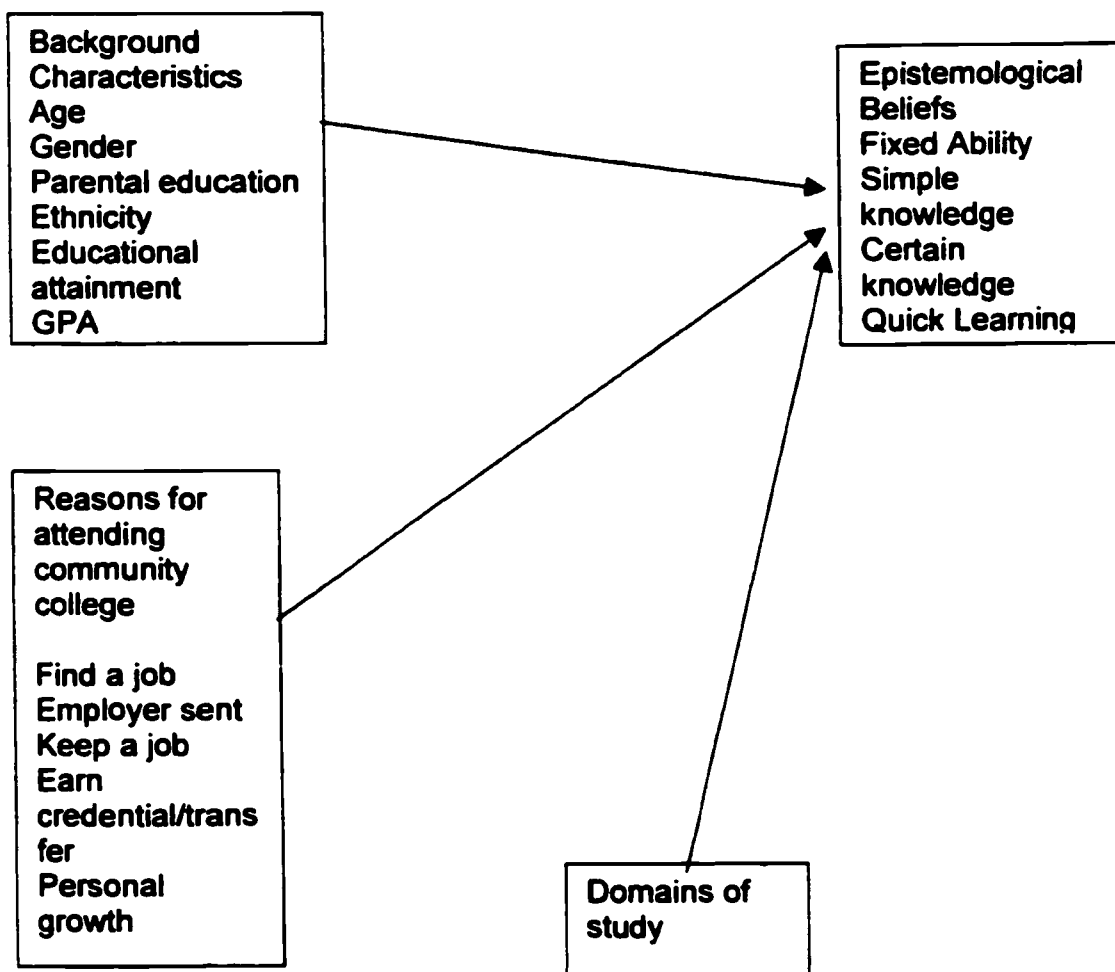 Background
Characteristics
Age
Gender
Parental education
Ethnicity
Educational
attainment
GPA
Epistemological
Beliefs
Fixed Ability
Simple
knowledge
Certain
knowledge
Quick Learning
Reasons for
attending
community
college
Find a job
Employer sent
Keep a job
Earn
credential/trans
fer
Personal
growth
Domains of
study